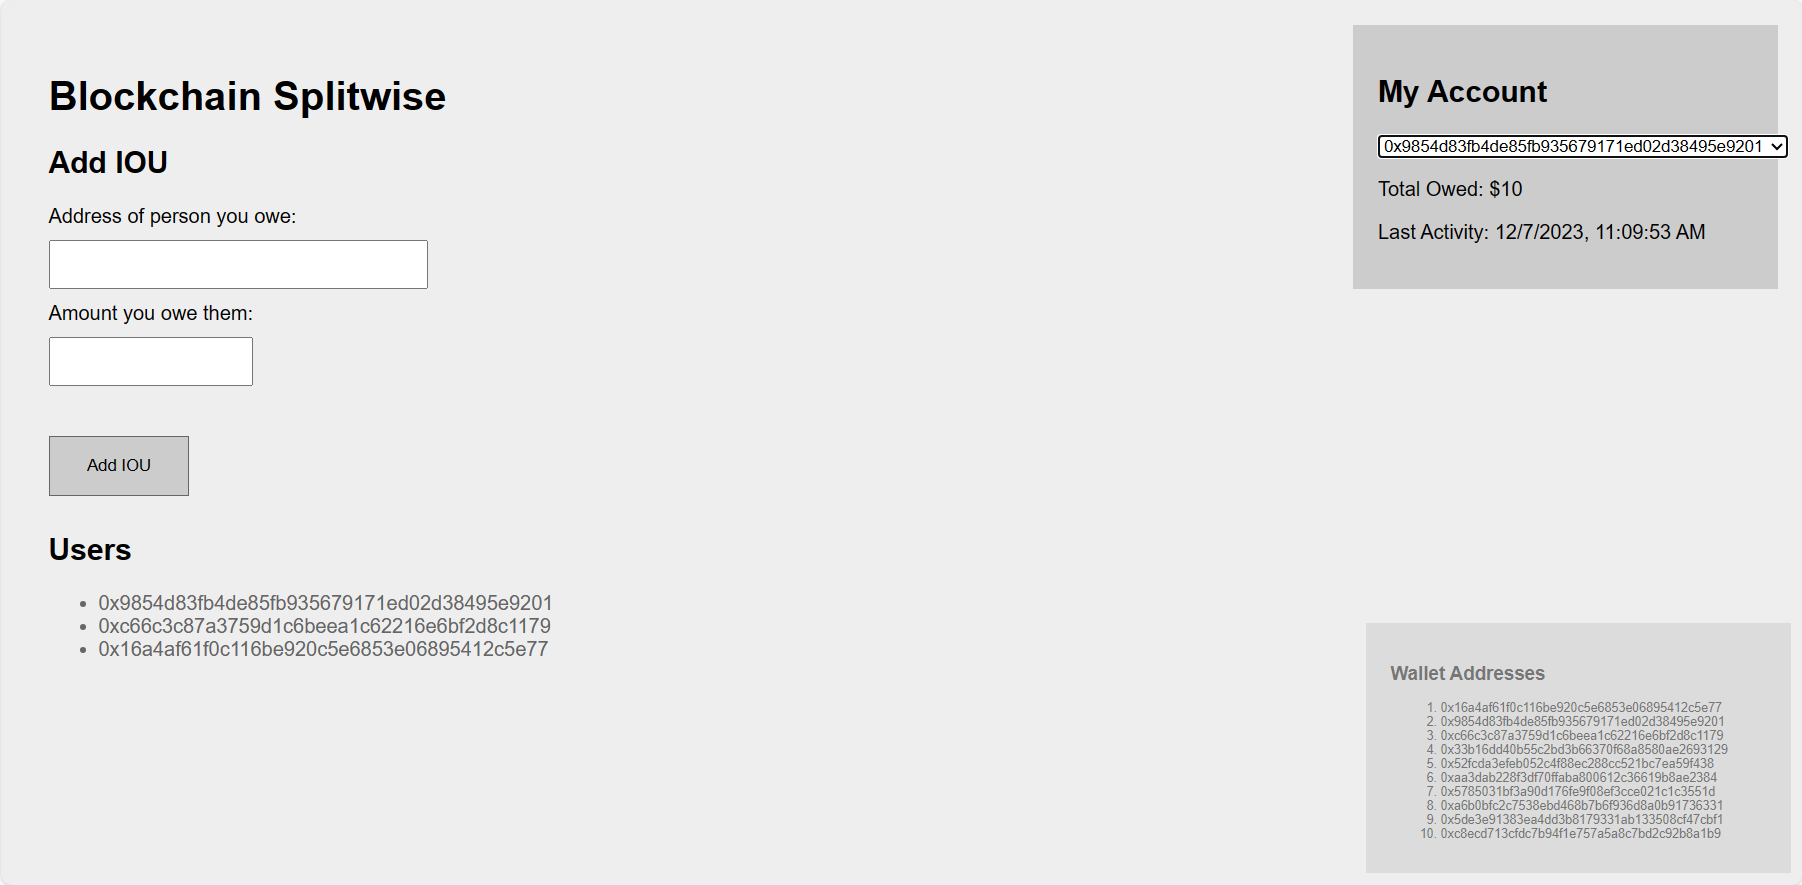 Blockchain Splitwise
Add IOU
Address of person you owe:
Amount you owe them:
Add IOU
Users
• 0x9854d83fb4de85fb935679171ed02d38495e9201
• 0xc66c3c87a3759d1c6beea1c62216e6bf2d8c1179
• 0x16a4af61f0c116be920c5e6853e06895412c5e77
My Account
0x9854d83fb4de85fb935679171ed02d38495e9201
Total Owed: $10
Last Activity: 12/7/2023, 11:09:53 AM
Wallet Addresses
1. 0x16a4af61f0c116be920c5e6853e06895412c5e77
2. 0x9854d83fb4de85fb935679171ed02d38495e9201
3. 0xc66c3c87a3759d1c6beea1c62216e6bf2d8c1179
4. 0x33b16dd40b55c2bd3b66370f68a8580ae2693129
5. 0x52fcda3efeb052c4f88ec288cc521bc7ea59f438
6. 0xaa3dab228f3df70ffaba800612c36619b8ae2384
7. 0x5785031bf3a90d176fe9f08ef3cce021c1c3551d
8. 0xa6b0bfc2c7538ebd468b7b6f936d8a0b91736331
9. 0x5de3e91383ea4dd3b8179331ab133508cf47cbf1
10. 0xc8ecd713cfdc7b94f1e757a5a8c7bd2c92b8a1b9